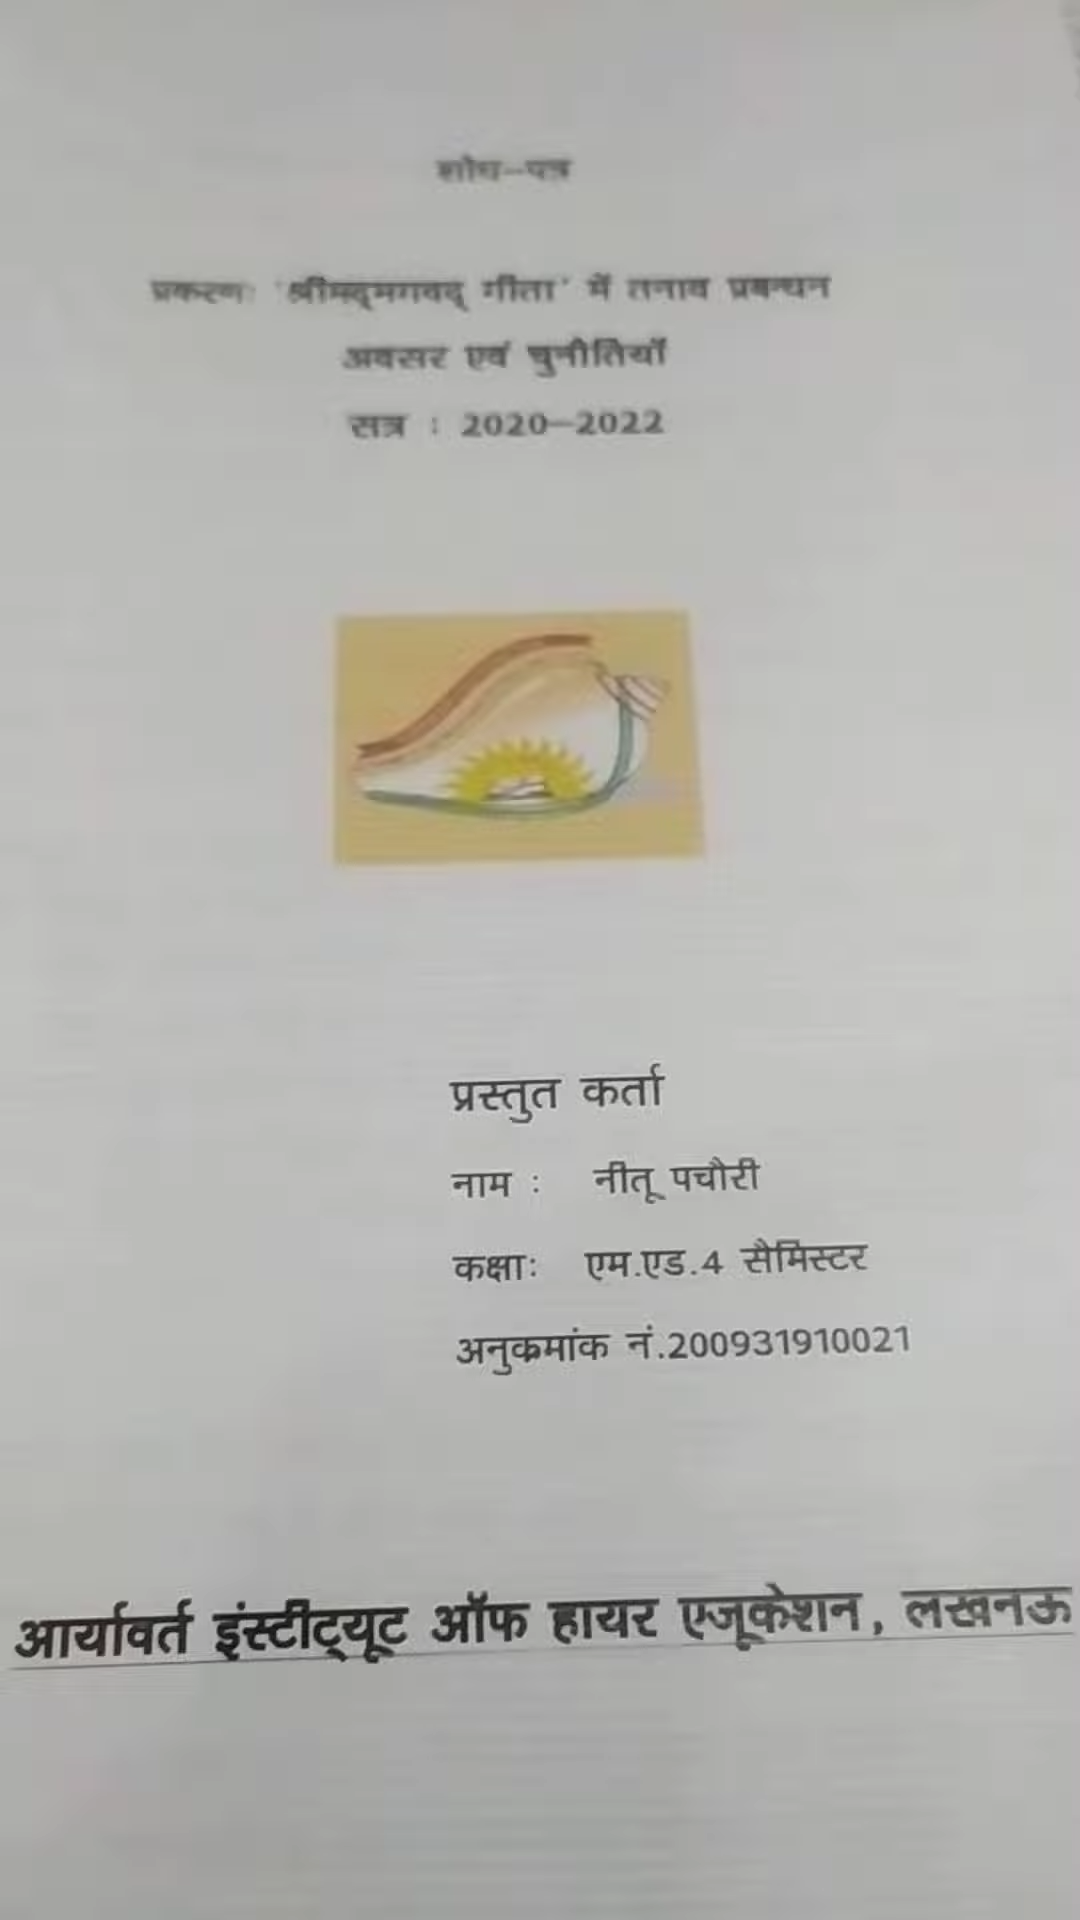 शोध–पत्र
प्रकरणः 'श्रीमद्भगवद् गीता' में तनाव प्रबन्धन
अवसर एवं चुनौतियाँ
सत्र : 2020–2022
प्रस्तुत कर्ता
नाम : नीतू पचौरी
कक्षाः एम.एड.4 सैमिस्टर
अनुक्रमांक नं.200931910021
आर्यावर्त इंस्टीट्यूट ऑफ हायर एजूकेशन, लखनऊ